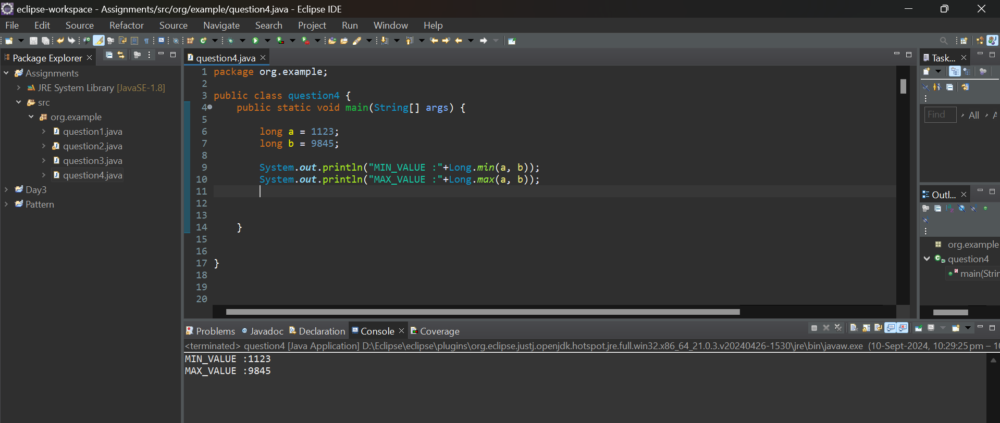 eclipse-workspace - Assignments/src/org/example/question4.java - Eclipse IDE
File Edit Source Refactor Source Navigate Search Project Run Window Help
Package Explorer
Assignments
JRE System Library [JavaSE-1.8]
src
org.example
question1.java
question2.java
question3.java
question4.java
Day3
Pattern
question4.java
1 package org.example;
2
3 public class question4 {
4 public static void main(String[] args) {
5
6 long a = 1123;
7 long b = 9845;
8
9 System.out.println("MIN_VALUE :"+Long.min(a, b));
10 System.out.println("MAX_VALUE :"+Long.max(a, b));
11
12
13
14 }
15
16
17 }
18
19
20
Task...
Find All A
Outl...
org.example
question4
main(Strin
Problems Javadoc Declaration Console Coverage
<terminated> question4 [Java Application] D:\Eclipse\eclipse\plugins\org.eclipse.justj.openjdk.hotspot.jre.full.win32.x86_64_21.0.3.v20240426-1530\jre\bin\javaw.exe (10-Sept-2024, 10:29:25 pm – 10
MIN_VALUE :1123
MAX_VALUE :9845